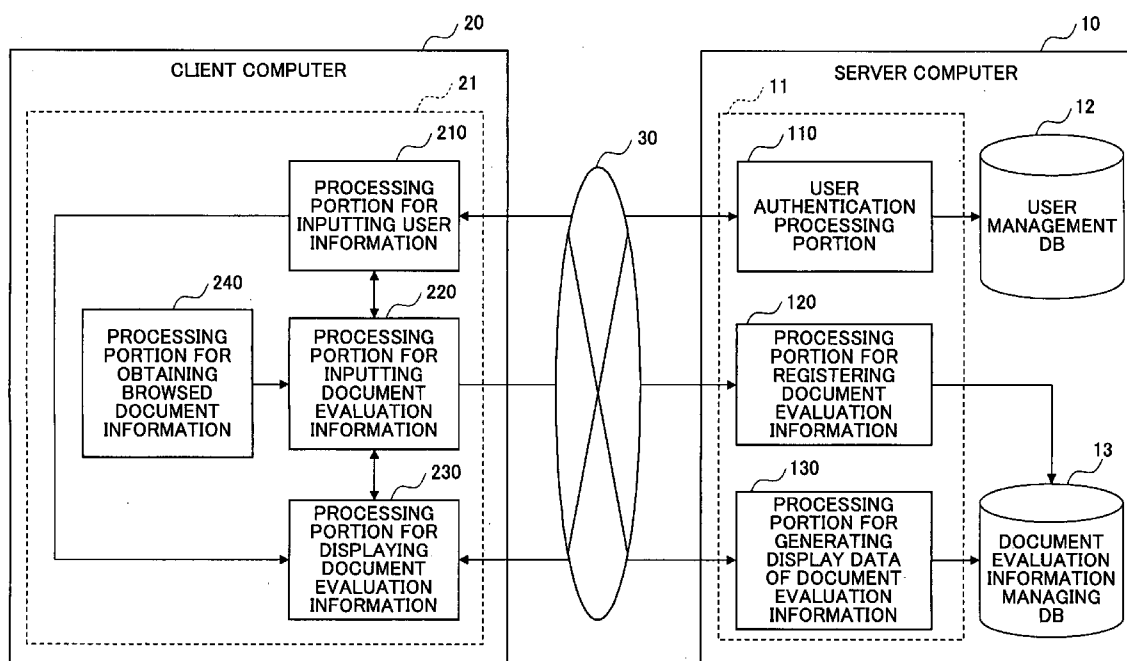 20
CLIENT COMPUTER
21
210
PROCESSING
PORTION FOR
INPUTTING USER
INFORMATION
240
PROCESSING
PORTION FOR
OBTAINING
BROWSED
DOCUMENT
INFORMATION
220
PROCESSING
PORTION FOR
INPUTTING
DOCUMENT
EVALUATION
INFORMATION
230
PROCESSING
PORTION FOR
DISPLAYING
DOCUMENT
EVALUATION
INFORMATION
30
10
SERVER COMPUTER
11
110
USER
AUTHENTICATION
PROCESSING
PORTION
12
USER
MANAGEMENT
DB
120
PROCESSING
PORTION FOR
REGISTERING
DOCUMENT
EVALUATION
INFORMATION
130
PROCESSING
PORTION FOR
GENERATING
DISPLAY DATA
OF DOCUMENT
EVALUATION
INFORMATION
13
DOCUMENT
EVALUATION
INFORMATION
MANAGING
DB